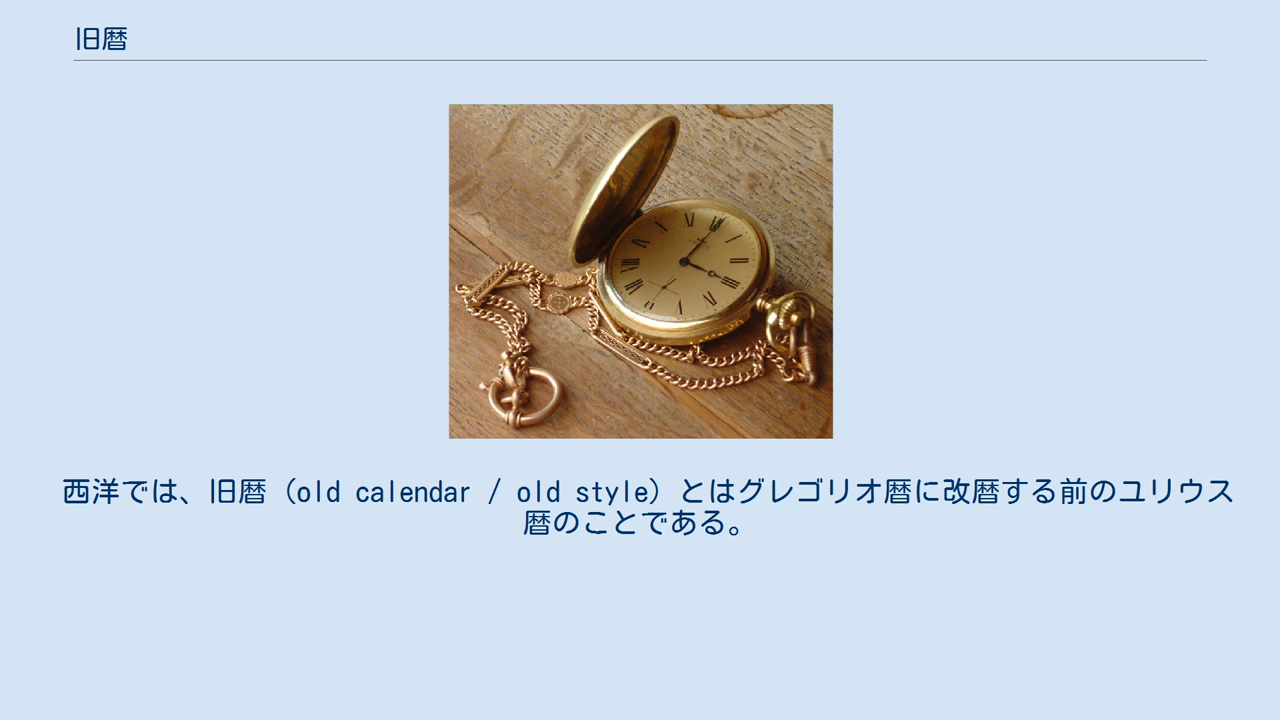 旧暦
西洋では、旧暦（old calendar / old style）とはグレゴリオ暦に改暦する前のユリウス
暦のことである。